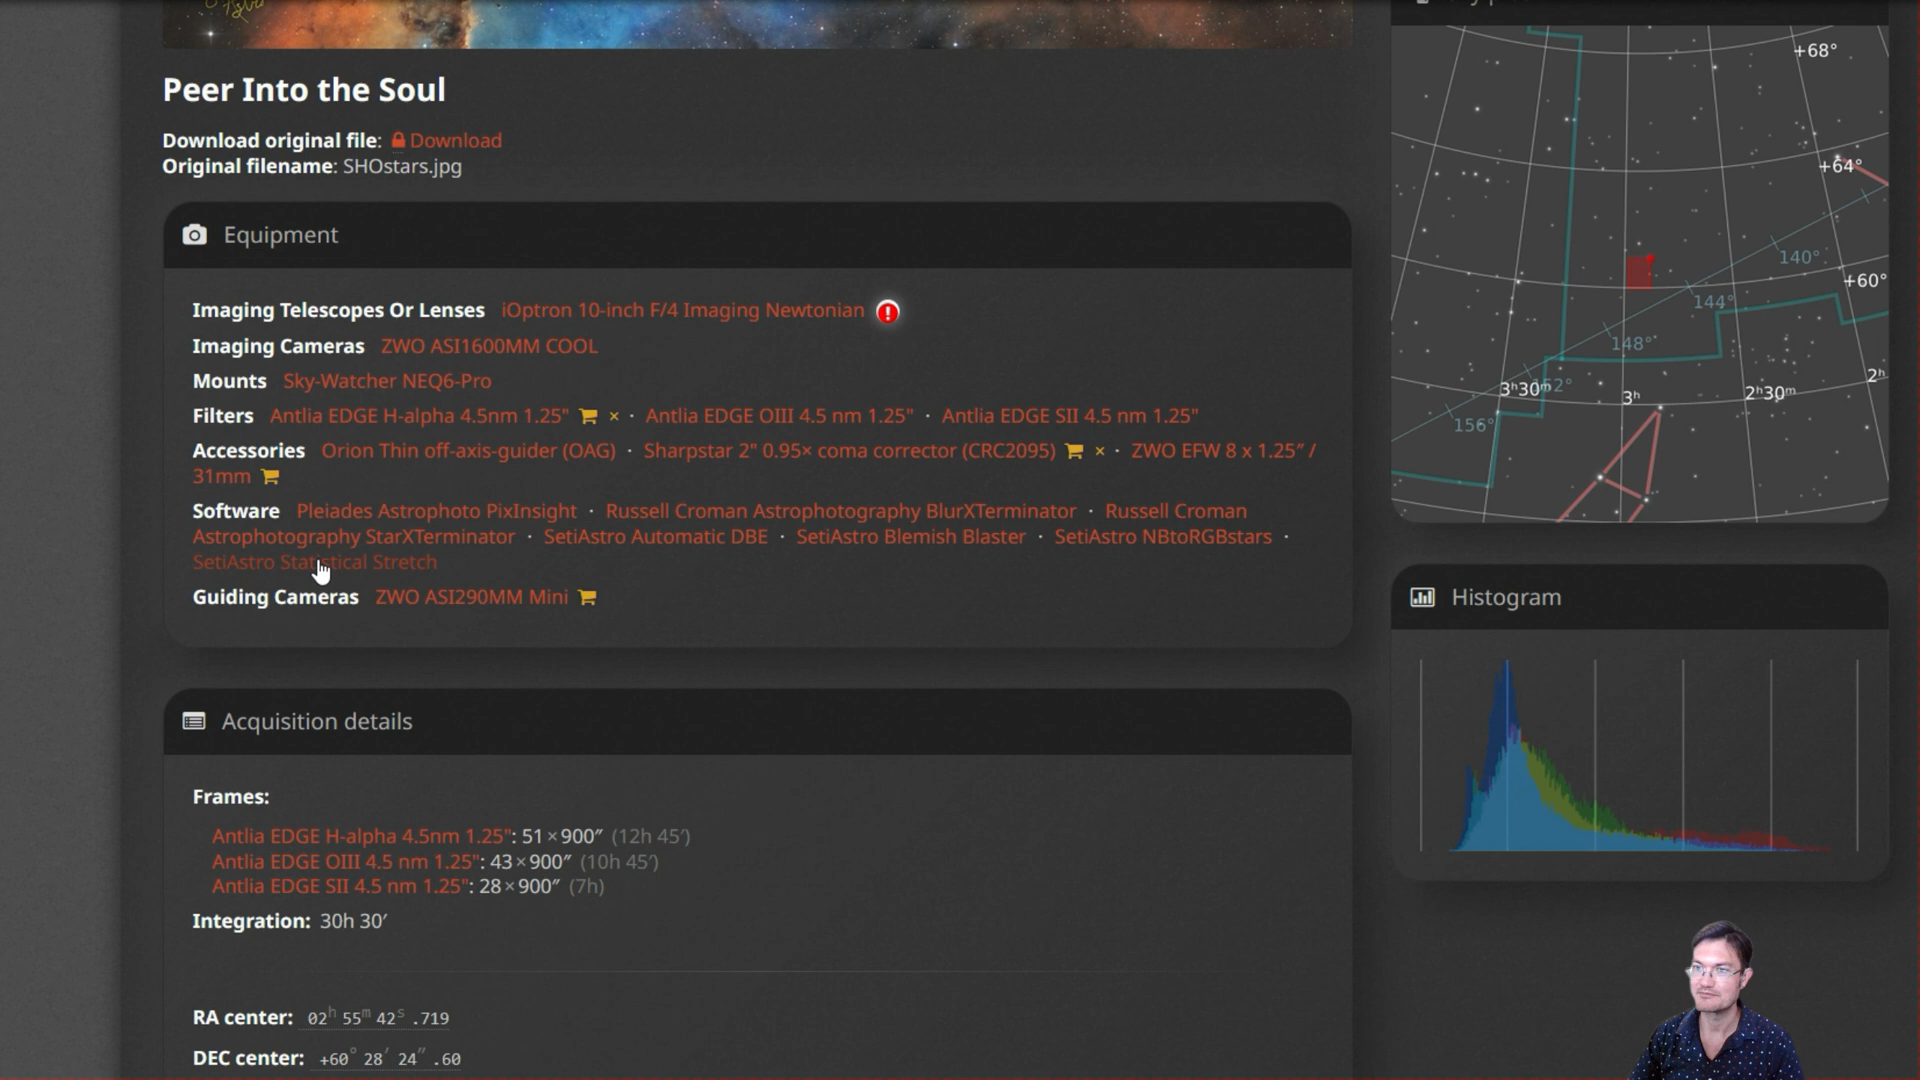 Peer Into the Soul
Download original file: Download
Original filename: SHOstars.jpg
Equipment
Imaging Telescopes Or Lenses iOptron 10-inch F/4 Imaging Newtonian
Imaging Cameras ZWO ASI1600MM COOL
Mounts Sky-Watcher NEQ6-Pro
Filters Antlia EDGE H-alpha 4.5nm 1.25" × · Antlia EDGE OIII 4.5 nm 1.25" · Antlia EDGE SII 4.5 nm 1.25"
Accessories Orion Thin off-axis-guider (OAG) · Sharpstar 2" 0.95× coma corrector (CRC2095) × · ZWO EFW 8 x 1.25″ /
31mm
Software Pleiades Astrophoto PixInsight · Russell Croman Astrophotography BlurXTerminator · Russell Croman
Astrophotography StarXTerminator · SetiAstro Automatic DBE · SetiAstro Blemish Blaster · SetiAstro NBtoRGBstars ·
SetiAstro Statistical Stretch
Guiding Cameras ZWO ASI290MM Mini
Acquisition details
Frames:
Antlia EDGE H-alpha 4.5nm 1.25": 51 × 900″ (12h 45′)
Antlia EDGE OIII 4.5 nm 1.25": 43 × 900″ (10h 45′)
Antlia EDGE SII 4.5 nm 1.25": 28 × 900″ (7h)
Integration: 30h 30′
RA center: 02h 55m 42s .719
DEC center: +60° 28′ 24″ .60
+68°
+64°
140°
+60°
144°
148°
3h30m
152°
3h
2h30m
2h
156°
Histogram